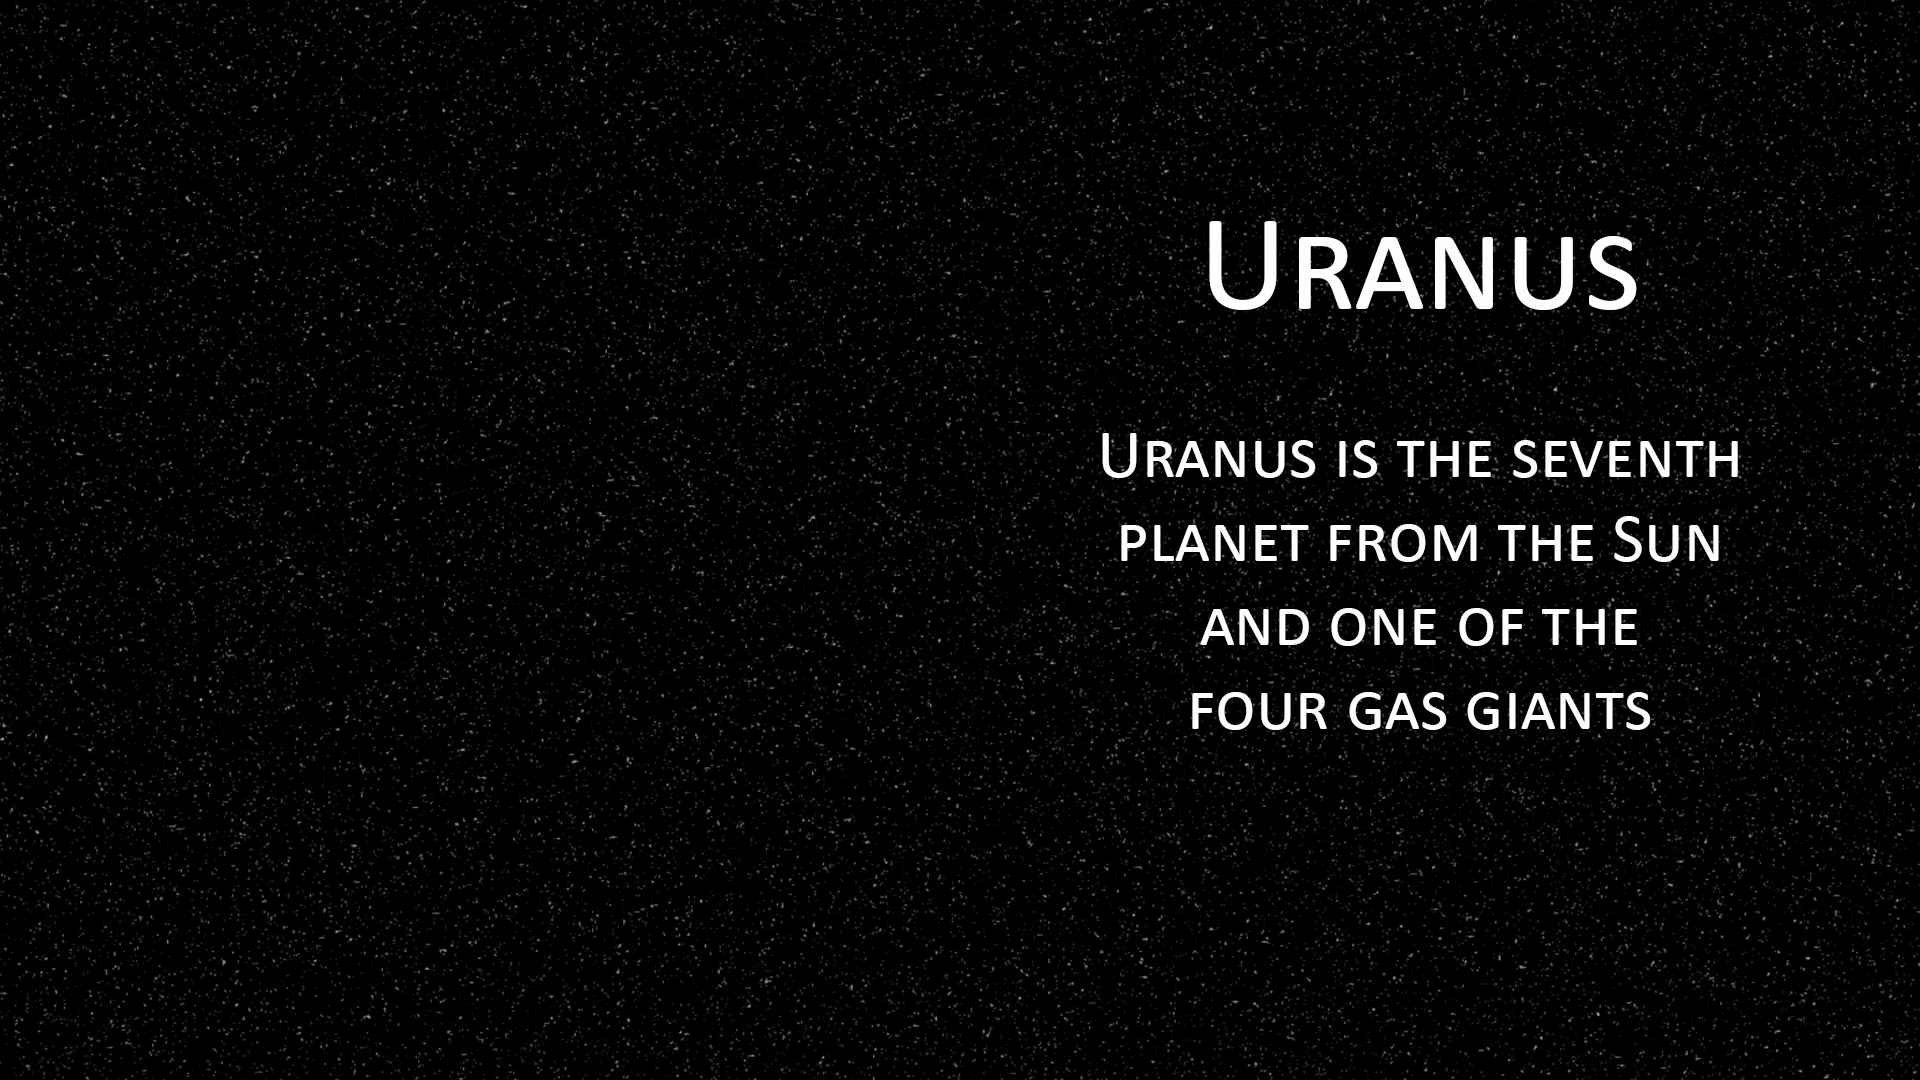 Uranus
Uranus is the seventh
planet from the Sun
and one of the
four gas giants